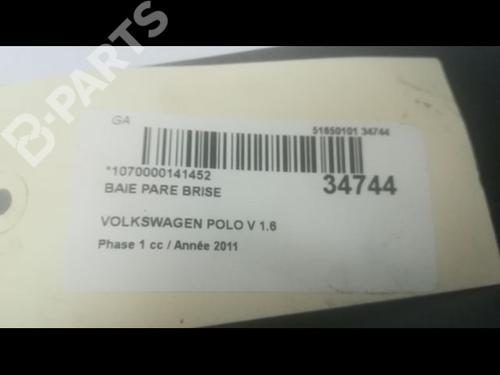 B-PARTS
GA
51850101 34744
*1070000141452
34744
BAIE PARE BRISE
VOLKSWAGEN POLO V 1.6
Phase 1 cc / Année 2011